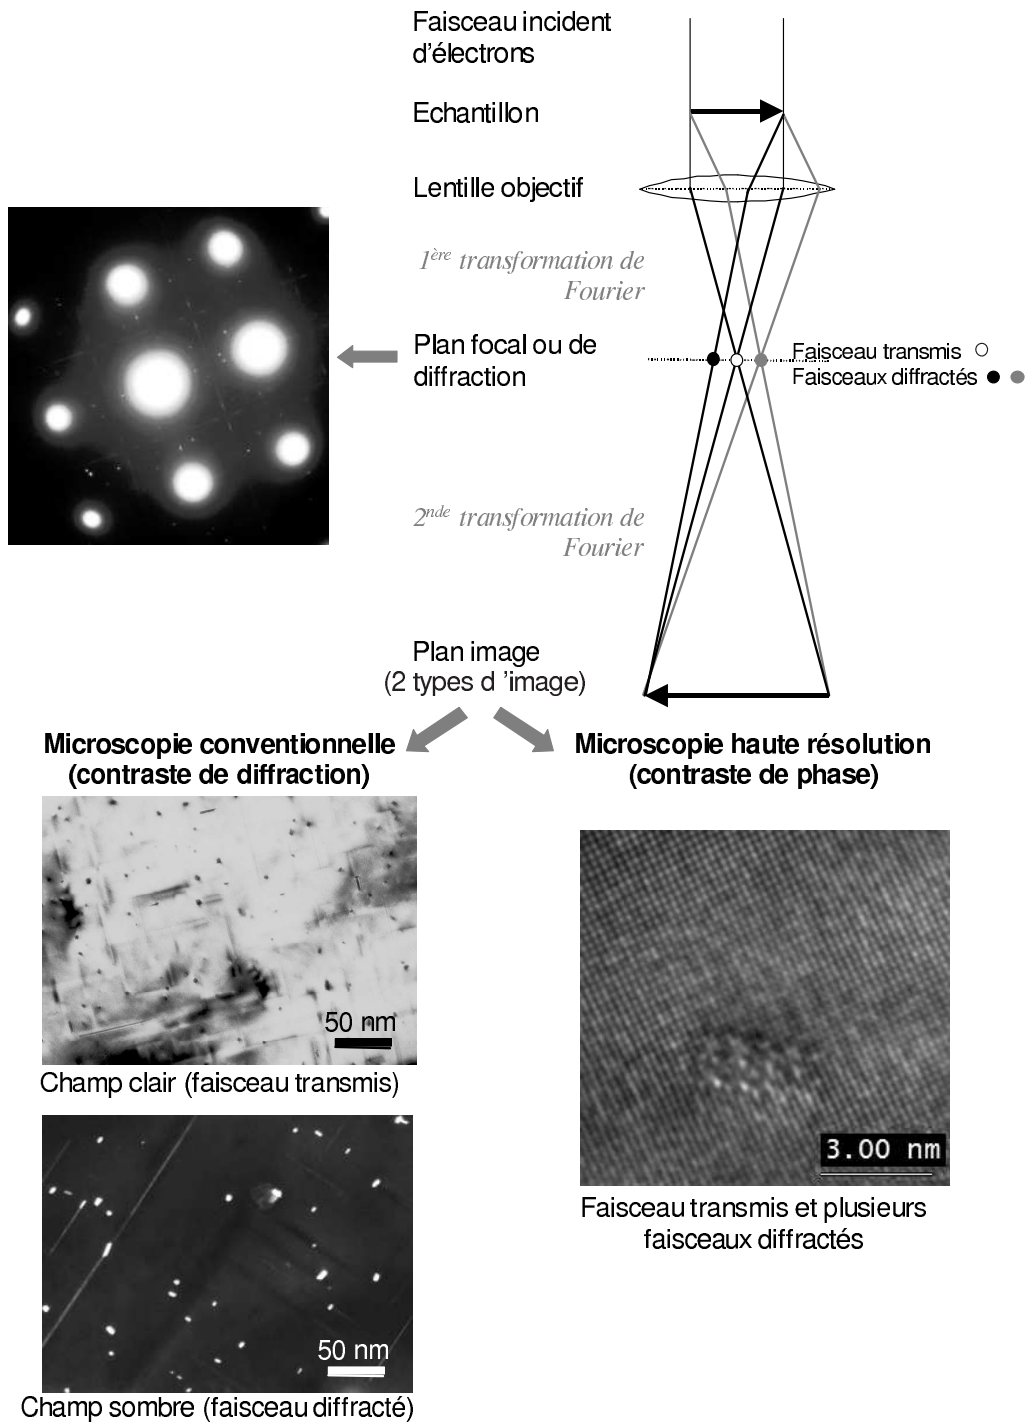 Faisceau incident
d'électrons
Echantillon
Lentille objectif
1ère transformation de
Fourier
Plan focal ou de
diffraction
Faisceau transmis
Faisceaux diffractés
2nde transformation de
Fourier
Plan image
(2 types d 'image)
Microscopie conventionnelle
(contraste de diffraction)
Microscopie haute résolution
(contraste de phase)
50 nm
Champ clair (faisceau transmis)
3.00 nm
Faisceau transmis et plusieurs
faisceaux diffractés
50 nm
Champ sombre (faisceau diffracté)